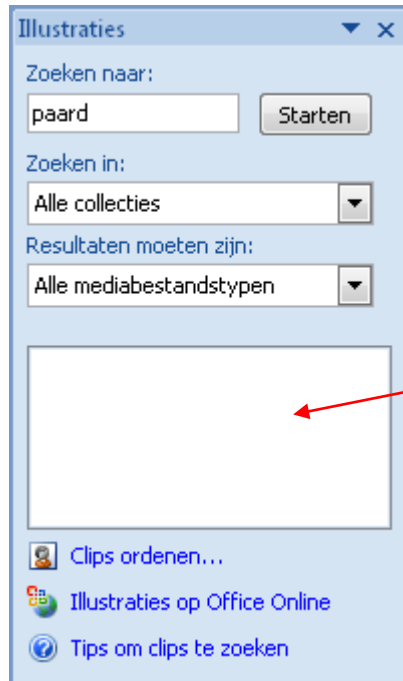 Illustraties
Zoeken naar:
paard
Starten
Zoeken in:
Alle collecties
Resultaten moeten zijn:
Alle mediabestandstypen
Clips ordenen...
Illustraties op Office Online
Tips om clips te zoeken